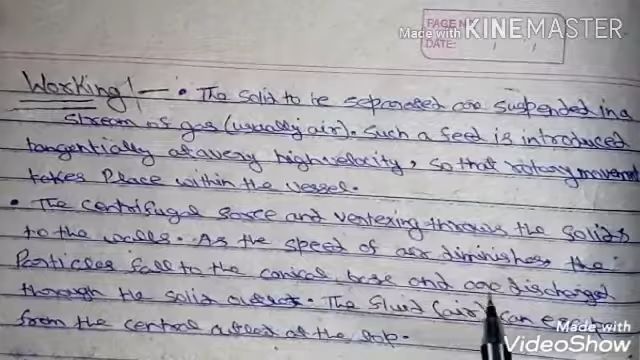 PAGE N
DATE:
Made with KINEMASTER
Working! — • The solid to be separated are suspended in a
stream of gas (usually air). Such a feed is introduced
tangentially at a very high velocity, so that rotary movement
takes place within the vessel.
• The centrifugal force and vortexing throws the solids
to the walls. As the speed of air diminishes the
Particles fall to the conical base and are discharged
through the solid outlet. The fluid (air) can
from the central outlet at the top.
Made with
VideoShow